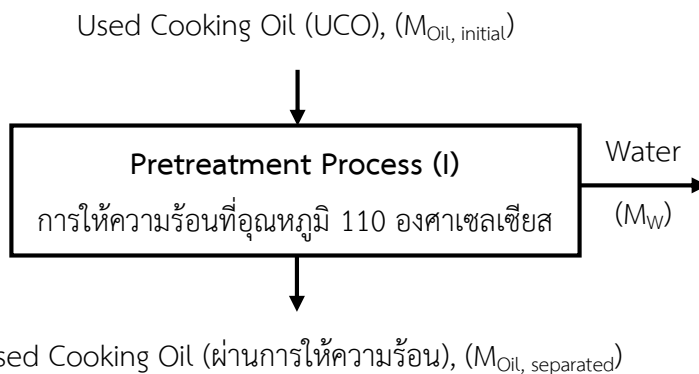 Used Cooking Oil (UCO), (M_Oil, initial)
Pretreatment Process (I)
การให้ความร้อนที่อุณหภูมิ 110 องศาเซลเซียส
Water
(M_W)
sed Cooking Oil (ผ่านการให้ความร้อน), (M_Oil, separated)